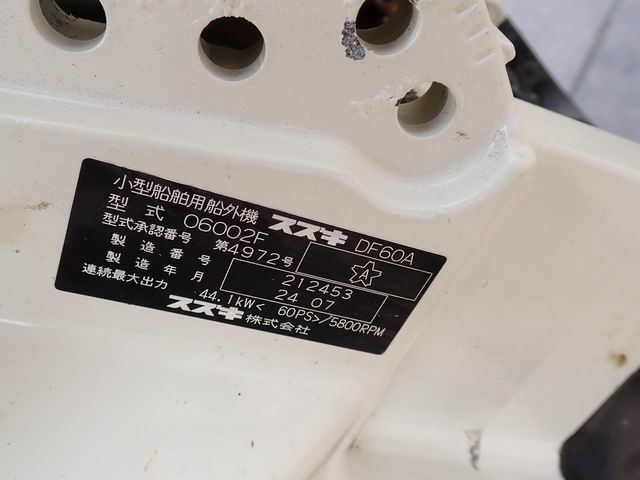 小型船舶用船外機 スズキ DF60A
型式 06002F
型式承認番号 第4972号 A
製造番号 212453
製造年月 24 07
連続最大出力 44.1kW< 60PS>/5800RPM
スズキ株式会社